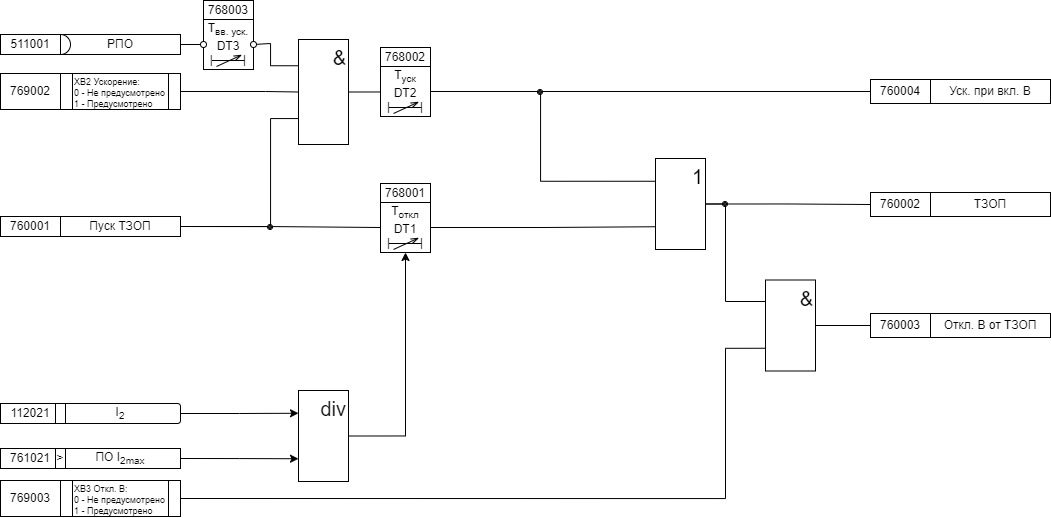 768003
Tвв. уск.
DT3
511001
РПО
&
768002
Tуск
DT2
769002
XB2 Ускорение:
0 - Не предусмотрено
1 - Предусмотрено
760004
Уск. при вкл. В
1
768001
Tоткл
DT1
760002
ТЗОП
760001
Пуск ТЗОП
&
760003
Откл. В от ТЗОП
112021
I2
div
761021
>
ПО I2max
769003
XB3 Откл. В:
0 - Не предусмотрено
1 - Предусмотрено